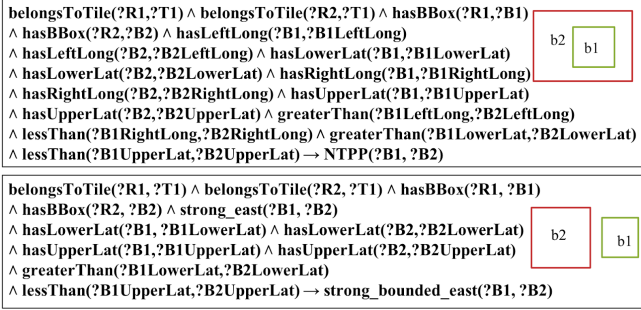 belongsToTile(?R1,?T1) ∧ belongsToTile(?R2,?T1) ∧ hasBBox(?R1,?B1)
∧ hasBBox(?R2,?B2) ∧ hasLeftLong(?B1,?B1LeftLong)
∧ hasLeftLong(?B2,?B2LeftLong) ∧ hasLowerLat(?B1,?B1LowerLat)
∧ hasLowerLat(?B2,?B2LowerLat) ∧ hasRightLong(?B1,?B1RightLong)
∧ hasRightLong(?B2,?B2RightLong) ∧ hasUpperLat(?B1,?B1UpperLat)
∧ hasUpperLat(?B2,?B2UpperLat) ∧ greaterThan(?B1LeftLong,?B2LeftLong)
∧ lessThan(?B1RightLong,?B2RightLong) ∧ greaterThan(?B1LowerLat,?B2LowerLat)
∧ lessThan(?B1UpperLat,?B2UpperLat) → NTPP(?B1, ?B2)
b2
b1
belongsToTile(?R1, ?T1) ∧ belongsToTile(?R2, ?T1) ∧ hasBBox(?R1, ?B1)
∧ hasBBox(?R2, ?B2) ∧ strong_east(?B1, ?B2)
∧ hasLowerLat(?B1, ?B1LowerLat) ∧ hasLowerLat(?B2,?B2LowerLat)
∧ hasUpperLat(?B1,?B1UpperLat) ∧ hasUpperLat(?B2,?B2UpperLat)
∧ greaterThan(?B1LowerLat,?B2LowerLat)
∧ lessThan(?B1UpperLat,?B2UpperLat) → strong_bounded_east(?B1, ?B2)
b2
b1